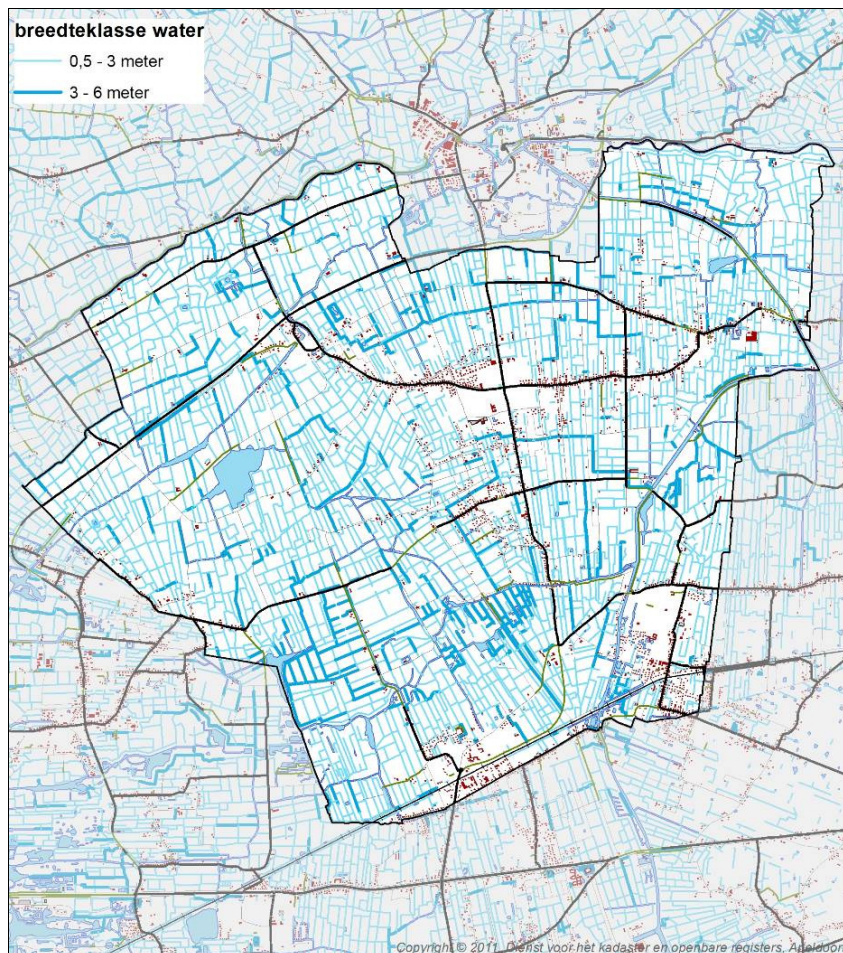 breedteklasse water
0,5 - 3 meter
3 - 6 meter
Copyright © 2011, Dienst voor het kadaster en openbare registers, Apeldoorn